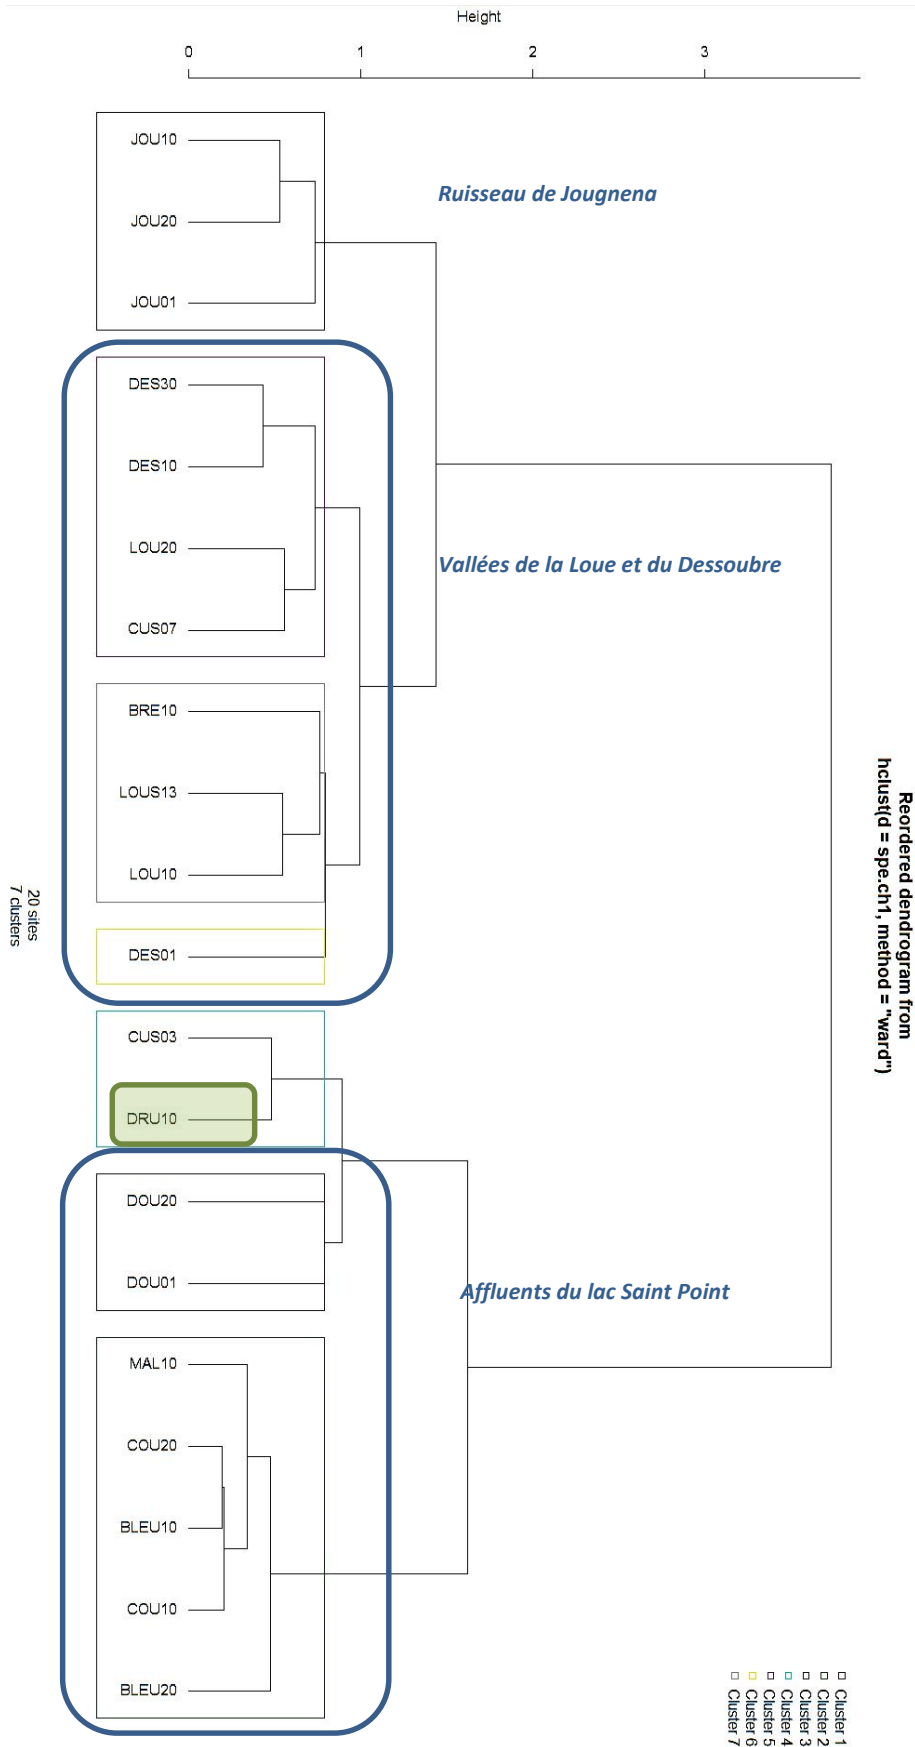 Height
0
1
2
3
JOU10
Ruisseau de Jougnena
JOU20
JOU01
DES30
DES10
LOU20
Vallées de la Loue et du Dessoubre
CUS07
BRE10
LOUS13
LOU10
DES01
CUS03
DRU10
DOU20
DOU01
Affluents du lac Saint Point
MAL10
COU20
BLEU10
COU10
BLEU20
Reordered dendrogram from
hclust(d = spe.ch1, method = "ward")
20 sites
7 clusters
Cluster 1
Cluster 2
Cluster 3
Cluster 4
Cluster 5
Cluster 6
Cluster 7